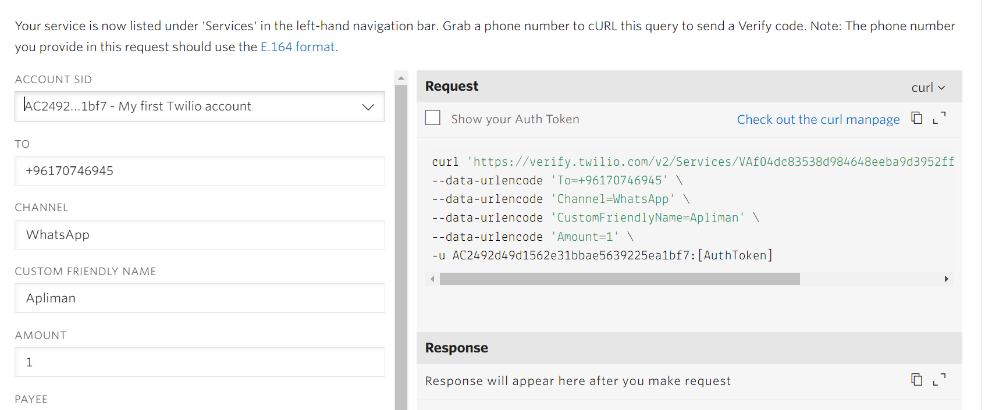 Your service is now listed under 'Services' in the left-hand navigation bar. Grab a phone number to cURL this query to send a Verify code. Note: The phone number
you provide in this request should use the E.164 format.
ACCOUNT SID
AC2492...1bf7 - My first Twilio account
TO
+96170746945
CHANNEL
WhatsApp
CUSTOM FRIENDLY NAME
Apliman
AMOUNT
1
PAYEE
Request
curl
Show your Auth Token
Check out the curl manpage
curl 'https://verify.twilio.com/v2/Services/VAf04dc83538d984648eeba9d3952ff
--data-urlencode 'To=+96170746945' \
--data-urlencode 'Channel=WhatsApp' \
--data-urlencode 'CustomFriendlyName=Apliman' \
--data-urlencode 'Amount=1' \
-u AC2492d49d1562e31bbae5639225ea1bf7:[AuthToken]
Response
Response will appear here after you make request